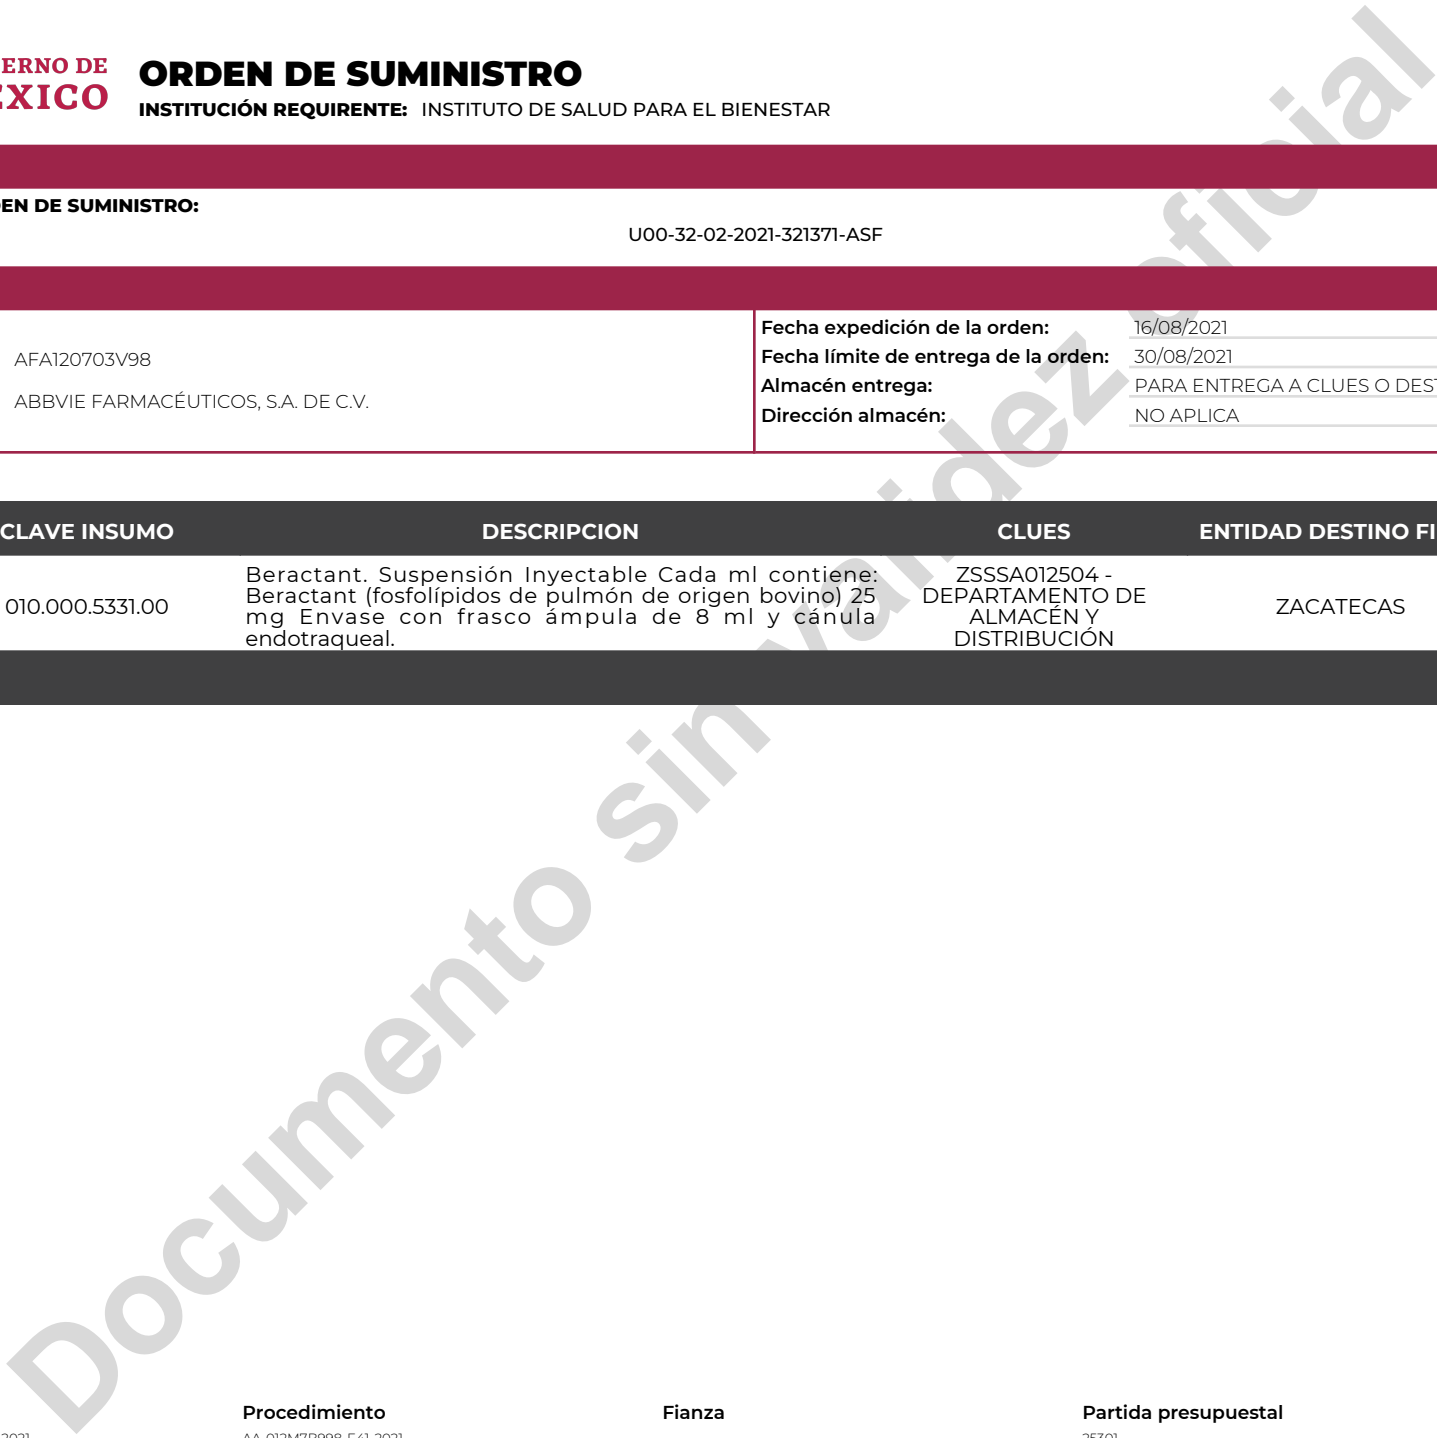 ERNO DE
ÉXICO
ORDEN DE SUMINISTRO
INSTITUCIÓN REQUIRENTE: INSTITUTO DE SALUD PARA EL BIENESTAR
EN DE SUMINISTRO:
U00-32-02-2021-321371-ASF
AFA120703V98
ABBVIE FARMACÉUTICOS, S.A. DE C.V.
Fecha expedición de la orden: 16/08/2021
Fecha límite de entrega de la orden: 30/08/2021
Almacén entrega: PARA ENTREGA A CLUES O DEST
Dirección almacén: NO APLICA
CLAVE INSUMO DESCRIPCION CLUES ENTIDAD DESTINO FI
010.000.5331.00
Beractant. Suspensión Inyectable Cada ml contiene:
Beractant (fosfolípidos de pulmón de origen bovino) 25
mg Envase con frasco ámpula de 8 ml y cánula
endotraqueal.
ZSSSA012504 -
DEPARTAMENTO DE
ALMACÉN Y
DISTRIBUCIÓN
ZACATECAS
Documento sin validez oficial
Procedimiento Fianza Partida presupuestal